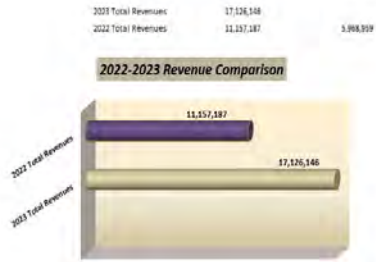 2023 Total Revenues 17,126,146
2022 Total Revenues 11,157,187 5,968,959
2022-2023 Revenue Comparison
11,157,187
2022 Total Revenues
17,126,146
2023 Total Revenues